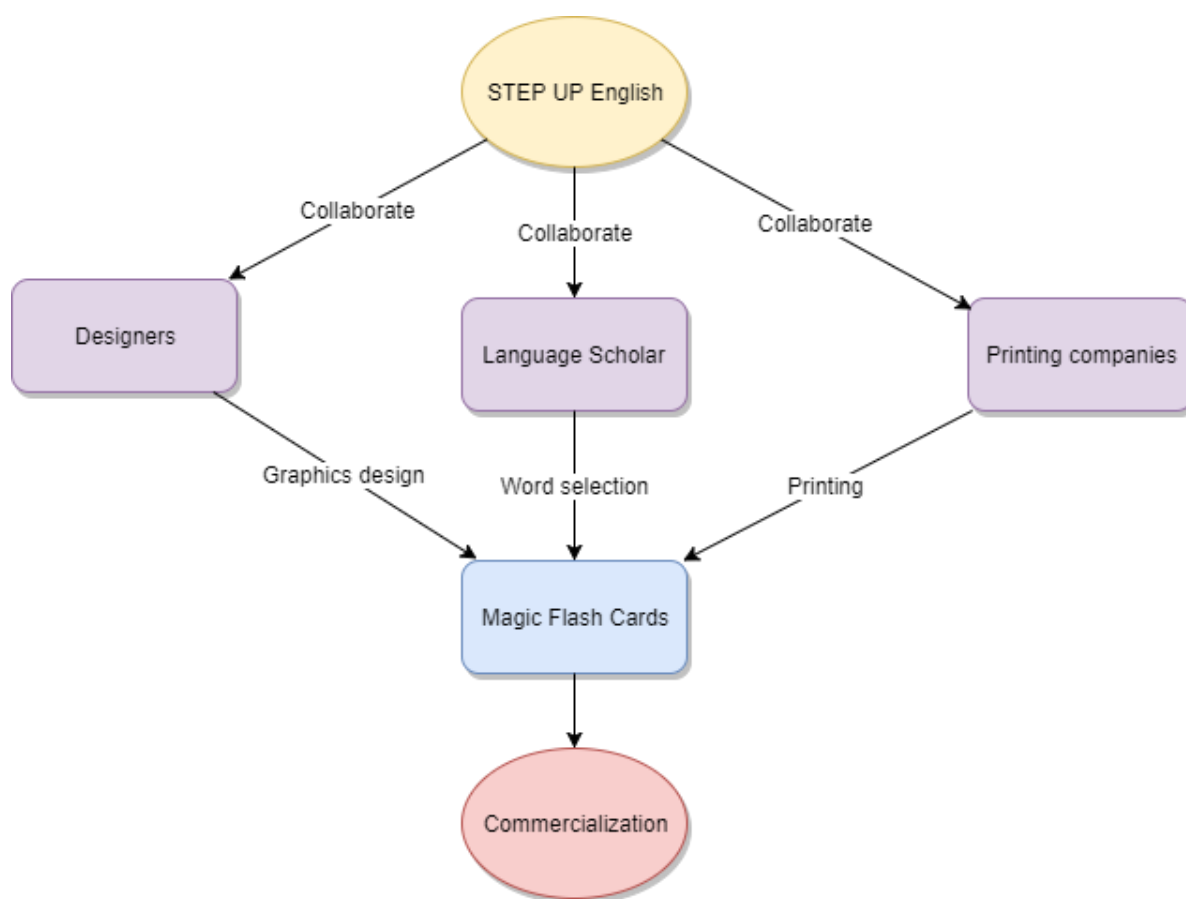 STEP UP English
Collaborate
Collaborate
Collaborate
Designers
Language Scholar
Printing companies
Graphics design
Word selection
Printing
Magic Flash Cards
Commercialization